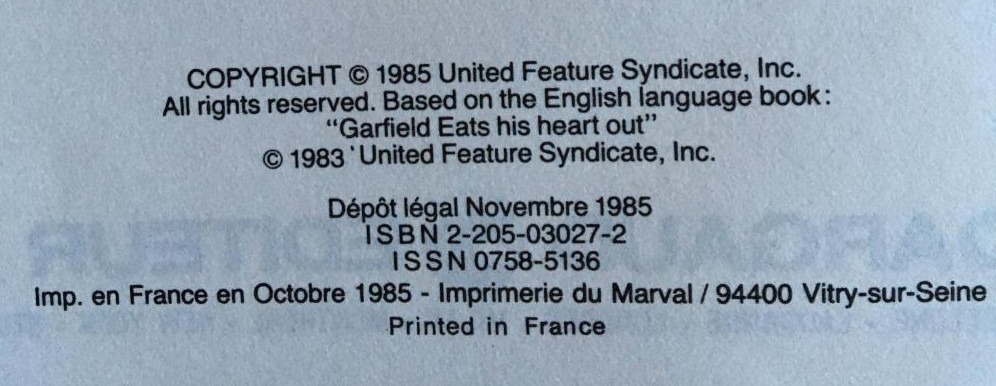 COPYRIGHT © 1985 United Feature Syndicate, Inc.
All rights reserved. Based on the English language book:
"Garfield Eats his heart out"
© 1983 ' United Feature Syndicate, Inc.
Dépôt légal Novembre 1985
ISBN 2-205-03027-2
ISSN 0758-5136
Imp. en France en Octobre 1985 - Imprimerie du Marval / 94400 Vitry-sur-Seine
Printed in France